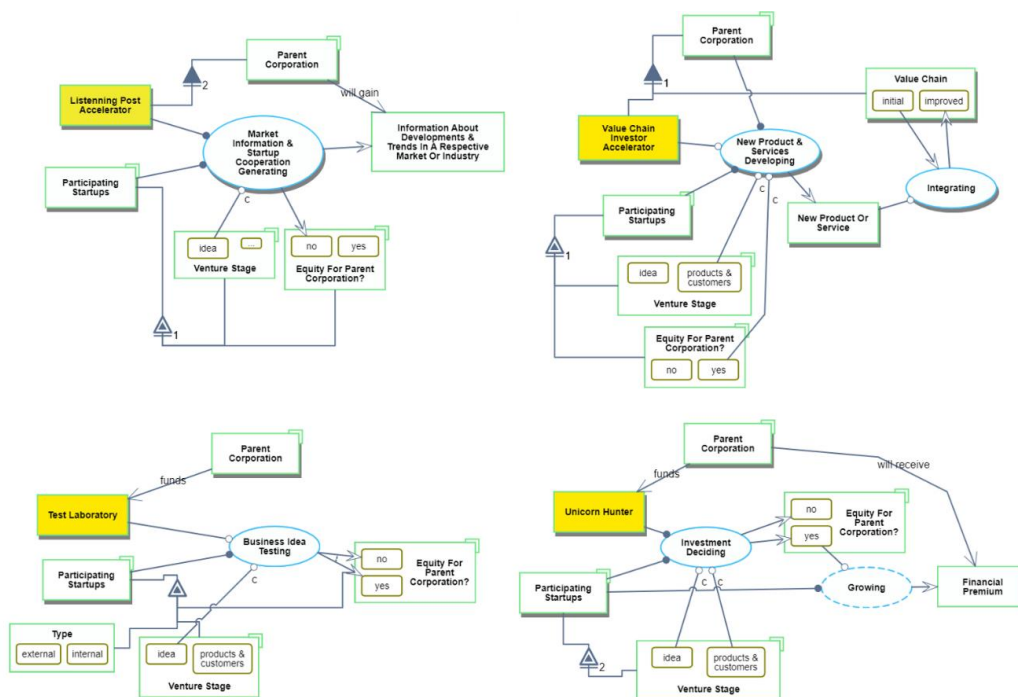 Parent
Corporation
2
Listenning Post
Accelerator
will gain
Market
Information &
Startup
Cooperation
Generating
Information About
Developments &
Trends In A Respective
Market Or Industry
Participating
Startups
c
idea
...
Venture Stage
no
yes
Equity For Parent
Corporation?
1
Parent
Corporation
1
Value Chain
initial
improved
Value Chain
Investor
Accelerator
New Product &
Services
Developing
c
Integrating
Participating
Startups
New Product Or
Service
1
idea
products &
customers
Venture Stage
c
Equity For Parent
Corporation?
no
yes
Parent
Corporation
funds
Test Laboratory
Business Idea
Testing
no
yes
Equity For
Parent
Corporation?
Participating
Startups
c
Type
external
internal
idea
products &
customers
Venture Stage
Parent
Corporation
funds
will receive
Unicorn Hunter
Investment
Deciding
no
yes
Equity For
Parent
Corporation?
c
c
Participating
Startups
Growing
Financial
Premium
2
idea
products &
customers
Venture Stage